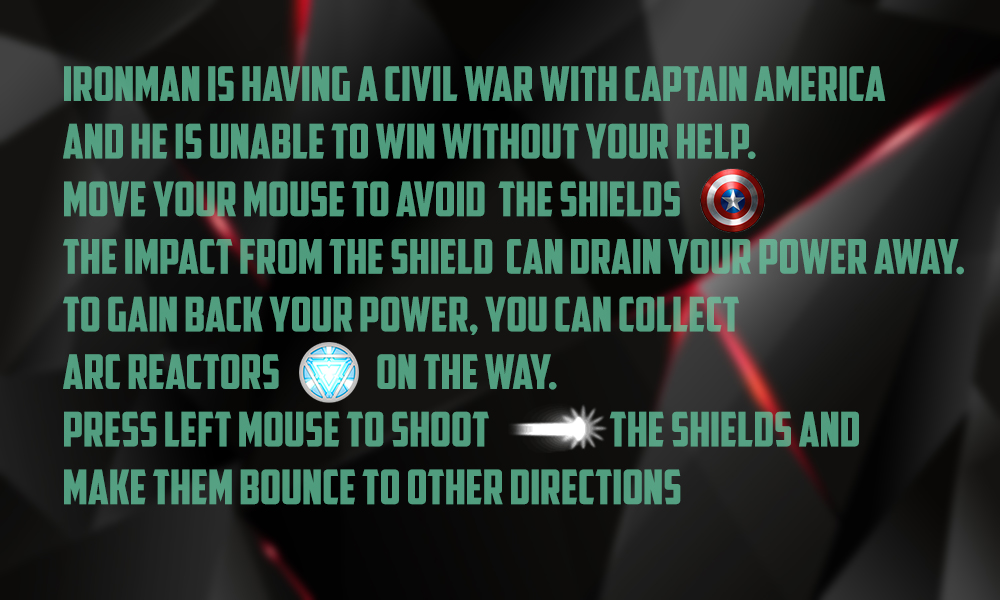 IRONMAN IS HAVING A CIVIL WAR WITH CAPTAIN AMERICA
AND HE IS UNABLE TO WIN WITHOUT YOUR HELP.
MOVE YOUR MOUSE TO AVOID THE SHIELDS
THE IMPACT FROM THE SHIELD CAN DRAIN YOUR POWER AWAY.
TO GAIN BACK YOUR POWER, YOU CAN COLLECT
ARC REACTORS ON THE WAY.
PRESS LEFT MOUSE TO SHOOT THE SHIELDS AND
MAKE THEM BOUNCE TO OTHER DIRECTIONS